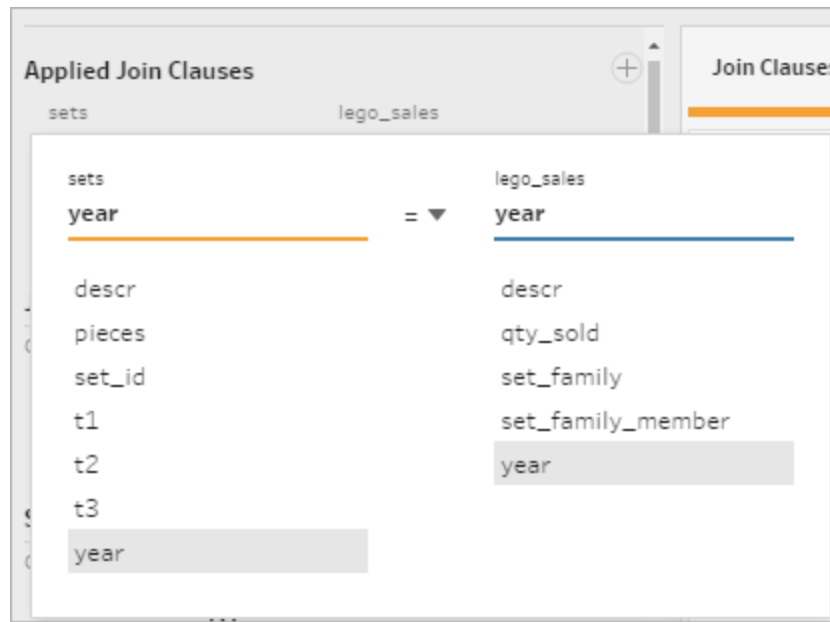 Applied Join Clauses
Join Clause
sets lego_sales
sets lego_sales
year = year
descr descr
pieces qty_sold
set_id set_family
t1 set_family_member
t2 year
t3
year